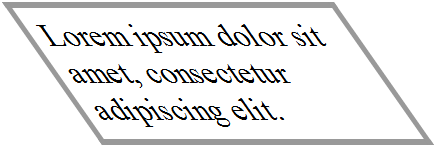 Lorem ipsum dolor sit
amet, consectetur
adipiscing elit.